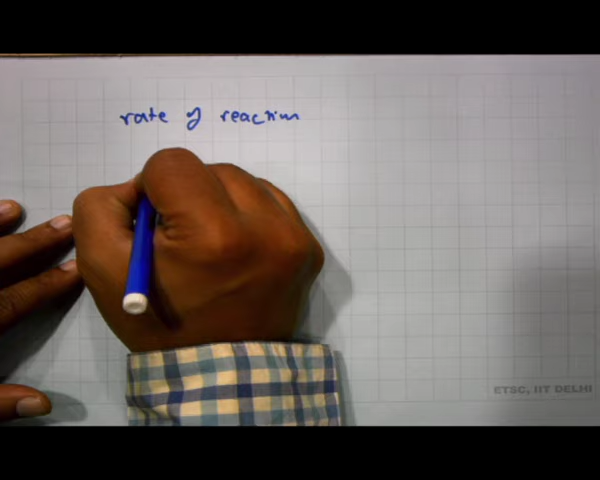 rate of reaction
ETSC, IIT DELHI